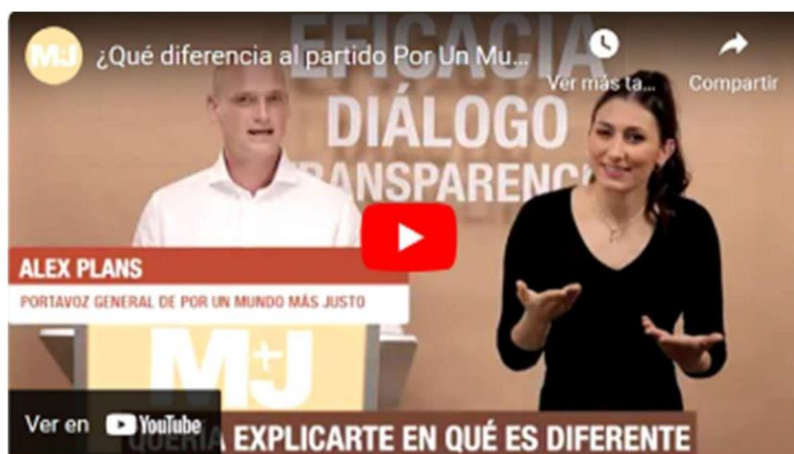 M+J
¿Qué diferencia al partido Por Un Mu...
EFICACIA
Ver más ta...
Compartir
DIÁLOGO
TRANSPARENC
ALEX PLANS
PORTAVOZ GENERAL DE POR UN MUNDO MÁS JUSTO
M+J
Ver en YouTube
QUERÍA EXPLICARTE EN QUÉ ES DIFERENTE